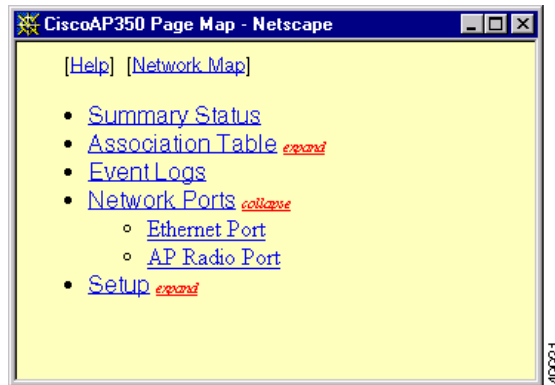 CiscoAP350 Page Map - Netscape
[Help] [Network Map]
Summary Status
Association Table expand
Event Logs
Network Ports collapse
Ethernet Port
AP Radio Port
Setup expand